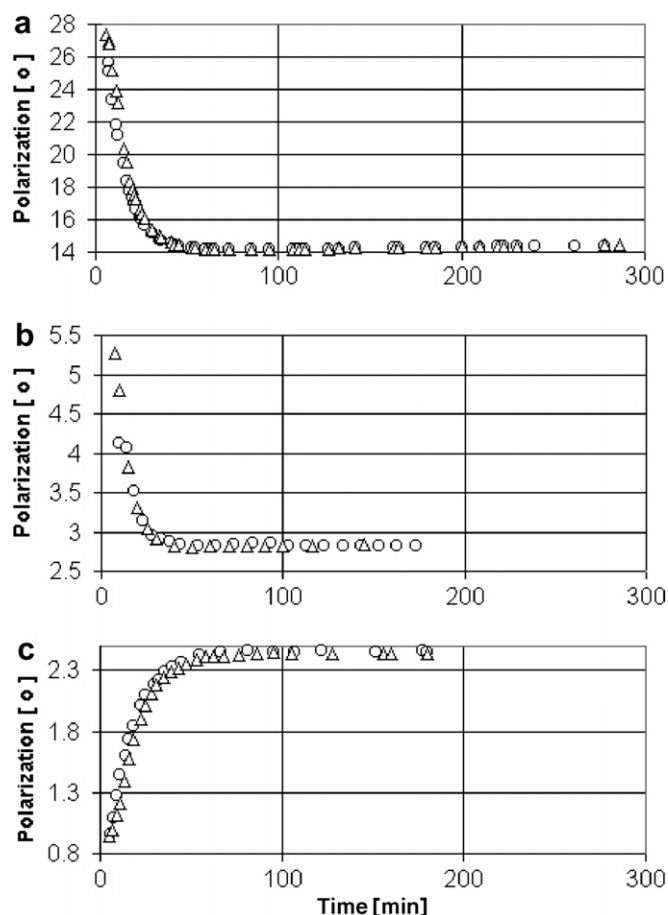 a
28
26
24
22
20
18
16
14
Polarization [ o ]
0 100 200 300
b
5.5
5
4.5
4
3.5
3
2.5
Polarization [ o ]
0 100 200 300
c
2.3
1.8
1.3
0.8
Polarization [ o ]
0 100 200 300
Time [min]